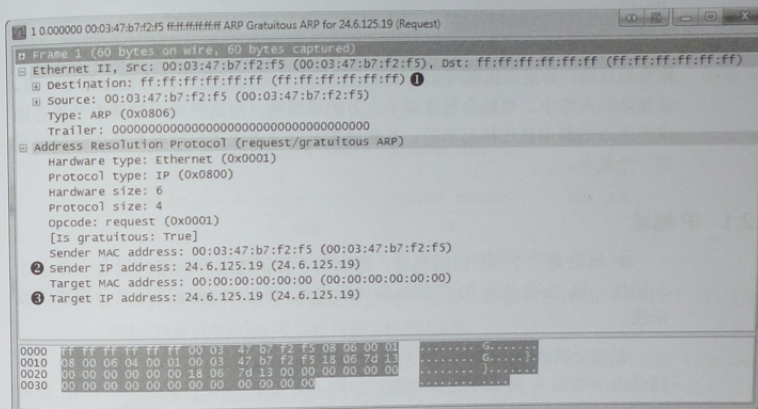 1 0.000000 00:03:47:b7:f2:f5 ff:ff:ff:ff:ff:ff ARP Gratuitous ARP for 24.6.125.19 (Request)
Frame 1 (60 bytes on wire, 60 bytes captured)
Ethernet II, Src: 00:03:47:b7:f2:f5 (00:03:47:b7:f2:f5), Dst: ff:ff:ff:ff:ff:ff (ff:ff:ff:ff:ff:ff)
Destination: ff:ff:ff:ff:ff:ff (ff:ff:ff:ff:ff:ff) ❶
Source: 00:03:47:b7:f2:f5 (00:03:47:b7:f2:f5)
Type: ARP (0x0806)
Trailer: 000000000000000000000000000000000000
Address Resolution Protocol (request/gratuitous ARP)
Hardware type: Ethernet (0x0001)
Protocol type: IP (0x0800)
Hardware size: 6
Protocol size: 4
Opcode: request (0x0001)
[Is gratuitous: True]
Sender MAC address: 00:03:47:b7:f2:f5 (00:03:47:b7:f2:f5)
❷ Sender IP address: 24.6.125.19 (24.6.125.19)
Target MAC address: 00:00:00:00:00:00 (00:00:00:00:00:00)
❸ Target IP address: 24.6.125.19 (24.6.125.19)
0000 ff ff ff ff ff ff 00 03 47 b7 f2 f5 08 06 00 01 ........ G.......
0010 08 00 06 04 00 01 00 03 47 b7 f2 f5 18 06 7d 13 ........ G.....}.
0020 00 00 00 00 00 00 18 06 7d 13 00 00 00 00 00 00 ........ }.......
0030 00 00 00 00 00 00 00 00 00 00 00 00 ........ ....